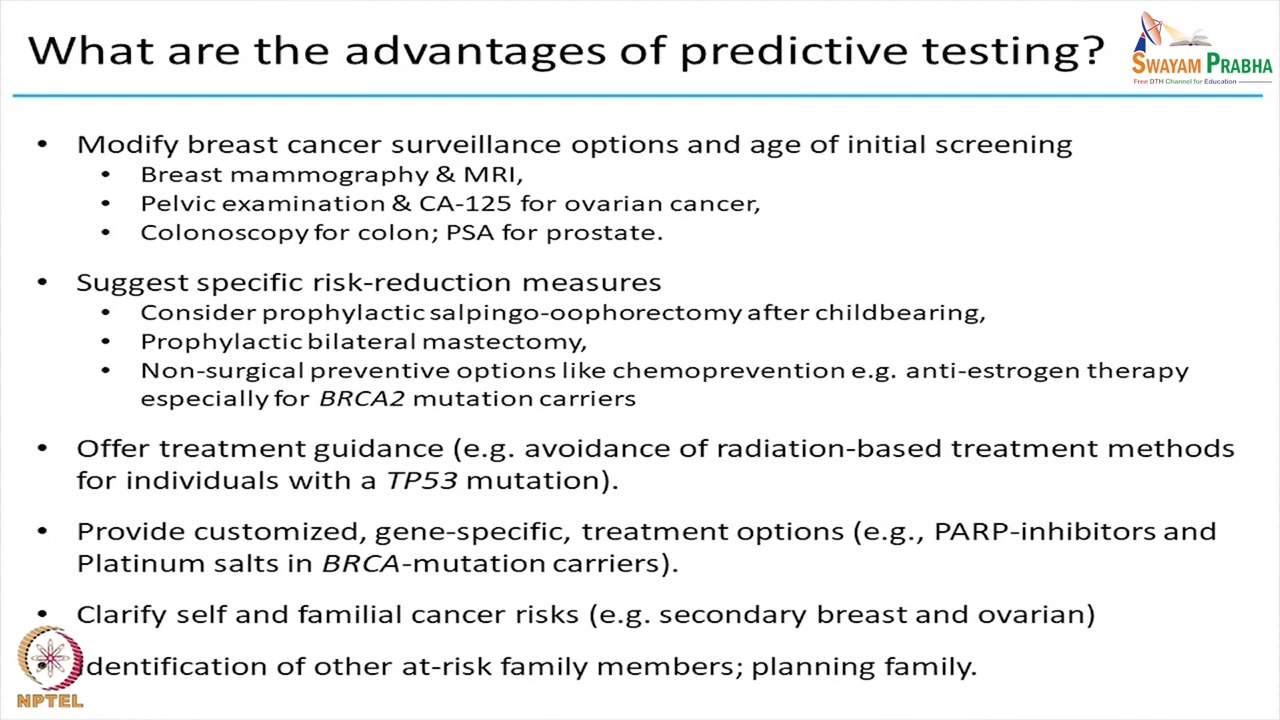 What are the advantages of predictive testing?
SWAYAM PRABHA
Free DTH Channel for Education
• Modify breast cancer surveillance options and age of initial screening
• Breast mammography & MRI,
• Pelvic examination & CA-125 for ovarian cancer,
• Colonoscopy for colon; PSA for prostate.
• Suggest specific risk-reduction measures
• Consider prophylactic salpingo-oophorectomy after childbearing,
• Prophylactic bilateral mastectomy,
• Non-surgical preventive options like chemoprevention e.g. anti-estrogen therapy
especially for BRCA2 mutation carriers
• Offer treatment guidance (e.g. avoidance of radiation-based treatment methods
for individuals with a TP53 mutation).
• Provide customized, gene-specific, treatment options (e.g., PARP-inhibitors and
Platinum salts in BRCA-mutation carriers).
• Clarify self and familial cancer risks (e.g. secondary breast and ovarian)
• Identification of other at-risk family members; planning family.
NPTEL